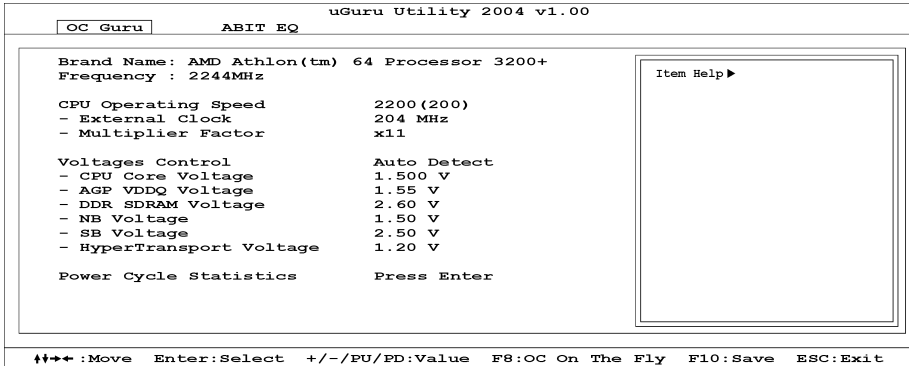 uGuru Utility 2004 v1.00
OC Guru ABIT EQ
Brand Name: AMD Athlon(tm) 64 Processor 3200+
Frequency : 2244MHz
CPU Operating Speed 2200(200)
- External Clock 204 MHz
- Multiplier Factor x11
Voltages Control Auto Detect
- CPU Core Voltage 1.500 V
- AGP VDDQ Voltage 1.55 V
- DDR SDRAM Voltage 2.60 V
- NB Voltage 1.50 V
- SB Voltage 2.50 V
- HyperTransport Voltage 1.20 V
Power Cycle Statistics Press Enter
Item Help▶
↑↓→←:Move Enter:Select +/-/PU/PD:Value F8:OC On The Fly F10:Save ESC:Exit